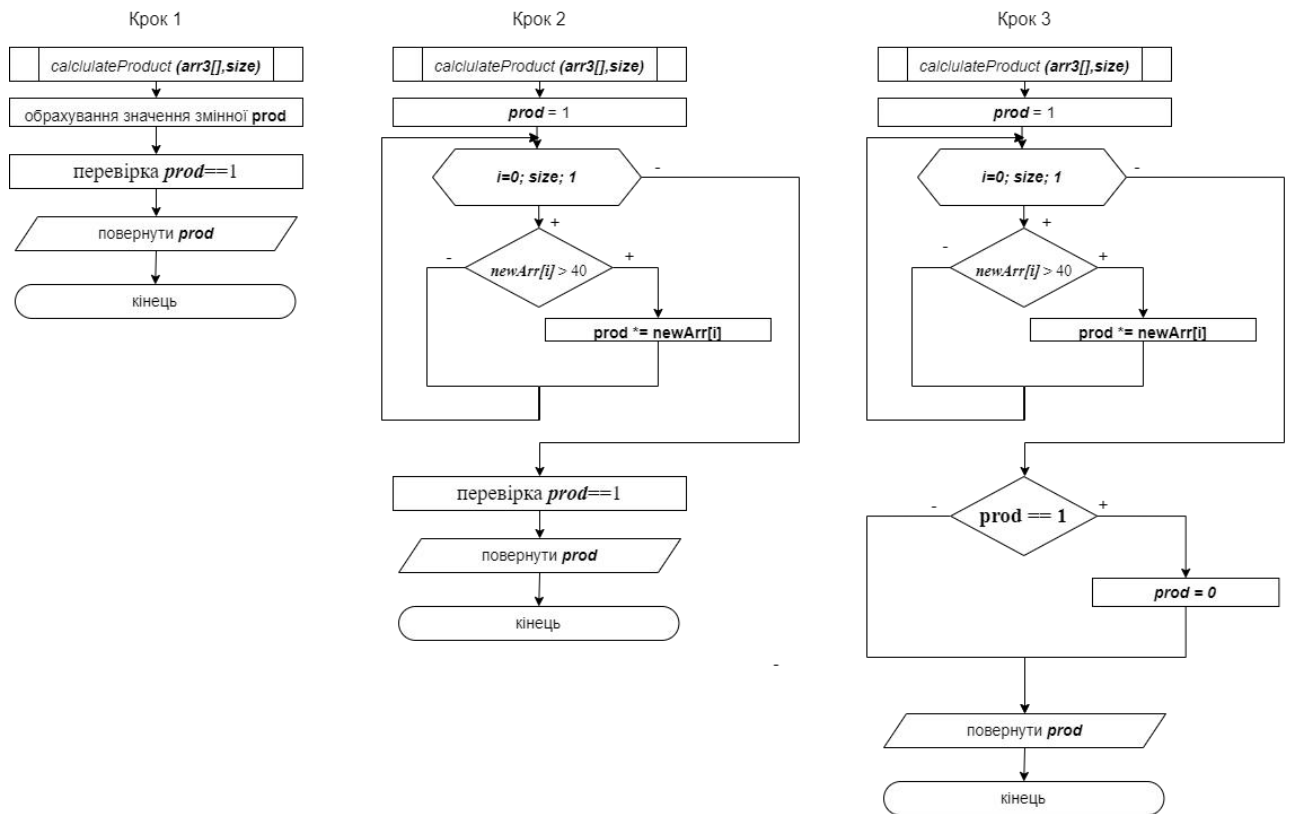 Крок 1
calclulateProduct (arr3[],size)
обрахування значення змінної prod
перевірка prod==1
повернути prod
кінець
Крок 2
calclulateProduct (arr3[],size)
prod = 1
i=0; size; 1
-
+
newArr[i] > 40
-
+
prod *= newArr[i]
перевірка prod==1
повернути prod
кінець
-
Крок 3
calclulateProduct (arr3[],size)
prod = 1
i=0; size; 1
-
+
newArr[i] > 40
-
+
prod *= newArr[i]
prod == 1
-
+
prod = 0
повернути prod
кінець